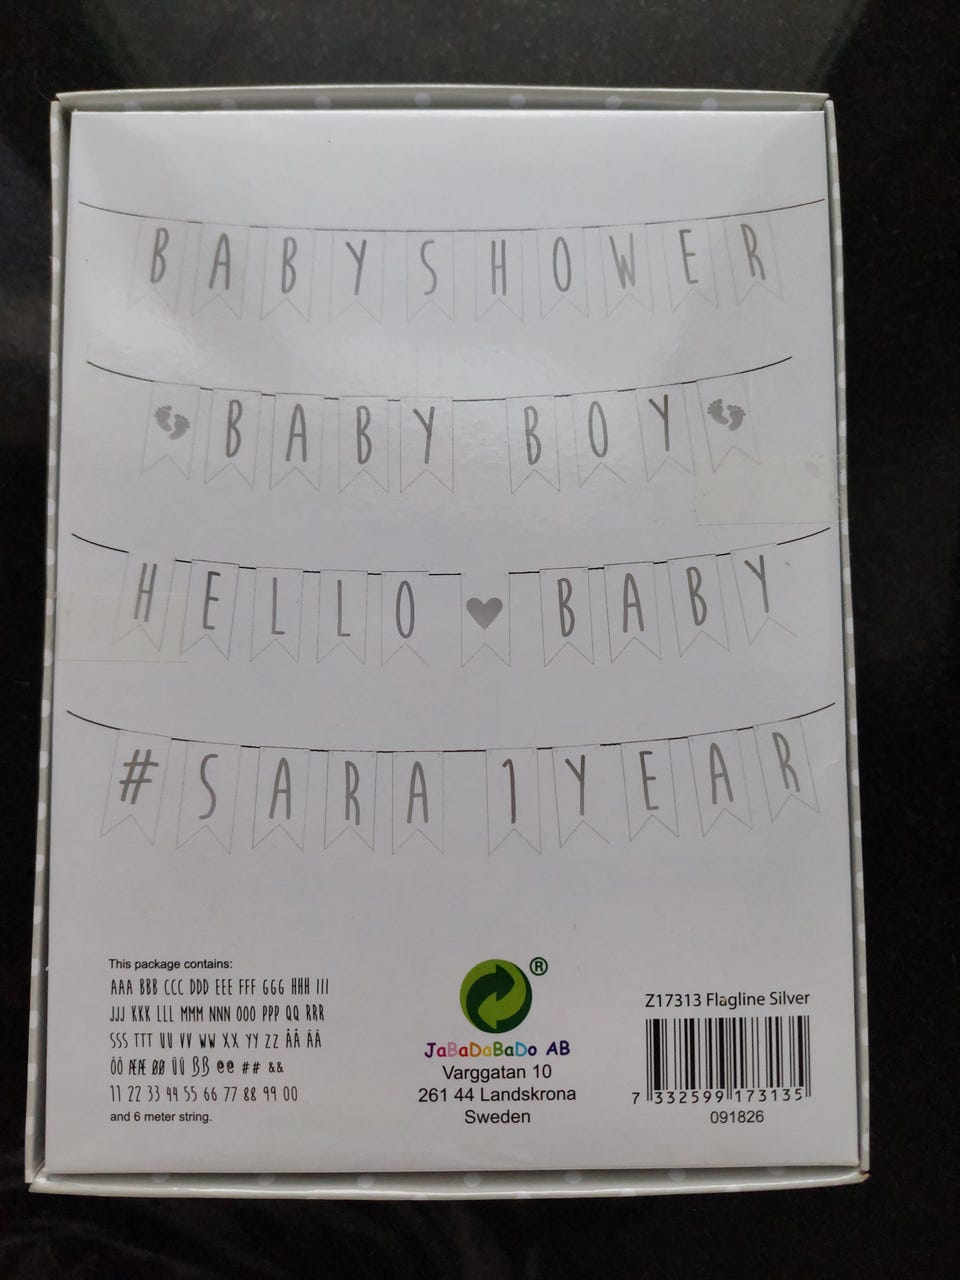 BABYSHOWER
BABY BOY
HELLO BABY
#SARA 1YEAR
This package contains:
AAA BBB CCC DDD EEE FFF GGG HHH III
JJJ KKK LLL MMM NNN OOO PPP QQ RRR
SSS TTT UU VV WW XX YY ZZ ÅÅ ÄÄ
ÖÖ ÆÆ ØØ ÜÜ ẞẞ @@ ## &&
11 22 33 44 55 66 77 88 99 00
and 6 meter string.
®
JaBaDaBaDo AB
Varggatan 10
261 44 Landskrona
Sweden
Z17313 Flagline Silver
7 332599 173135
091826